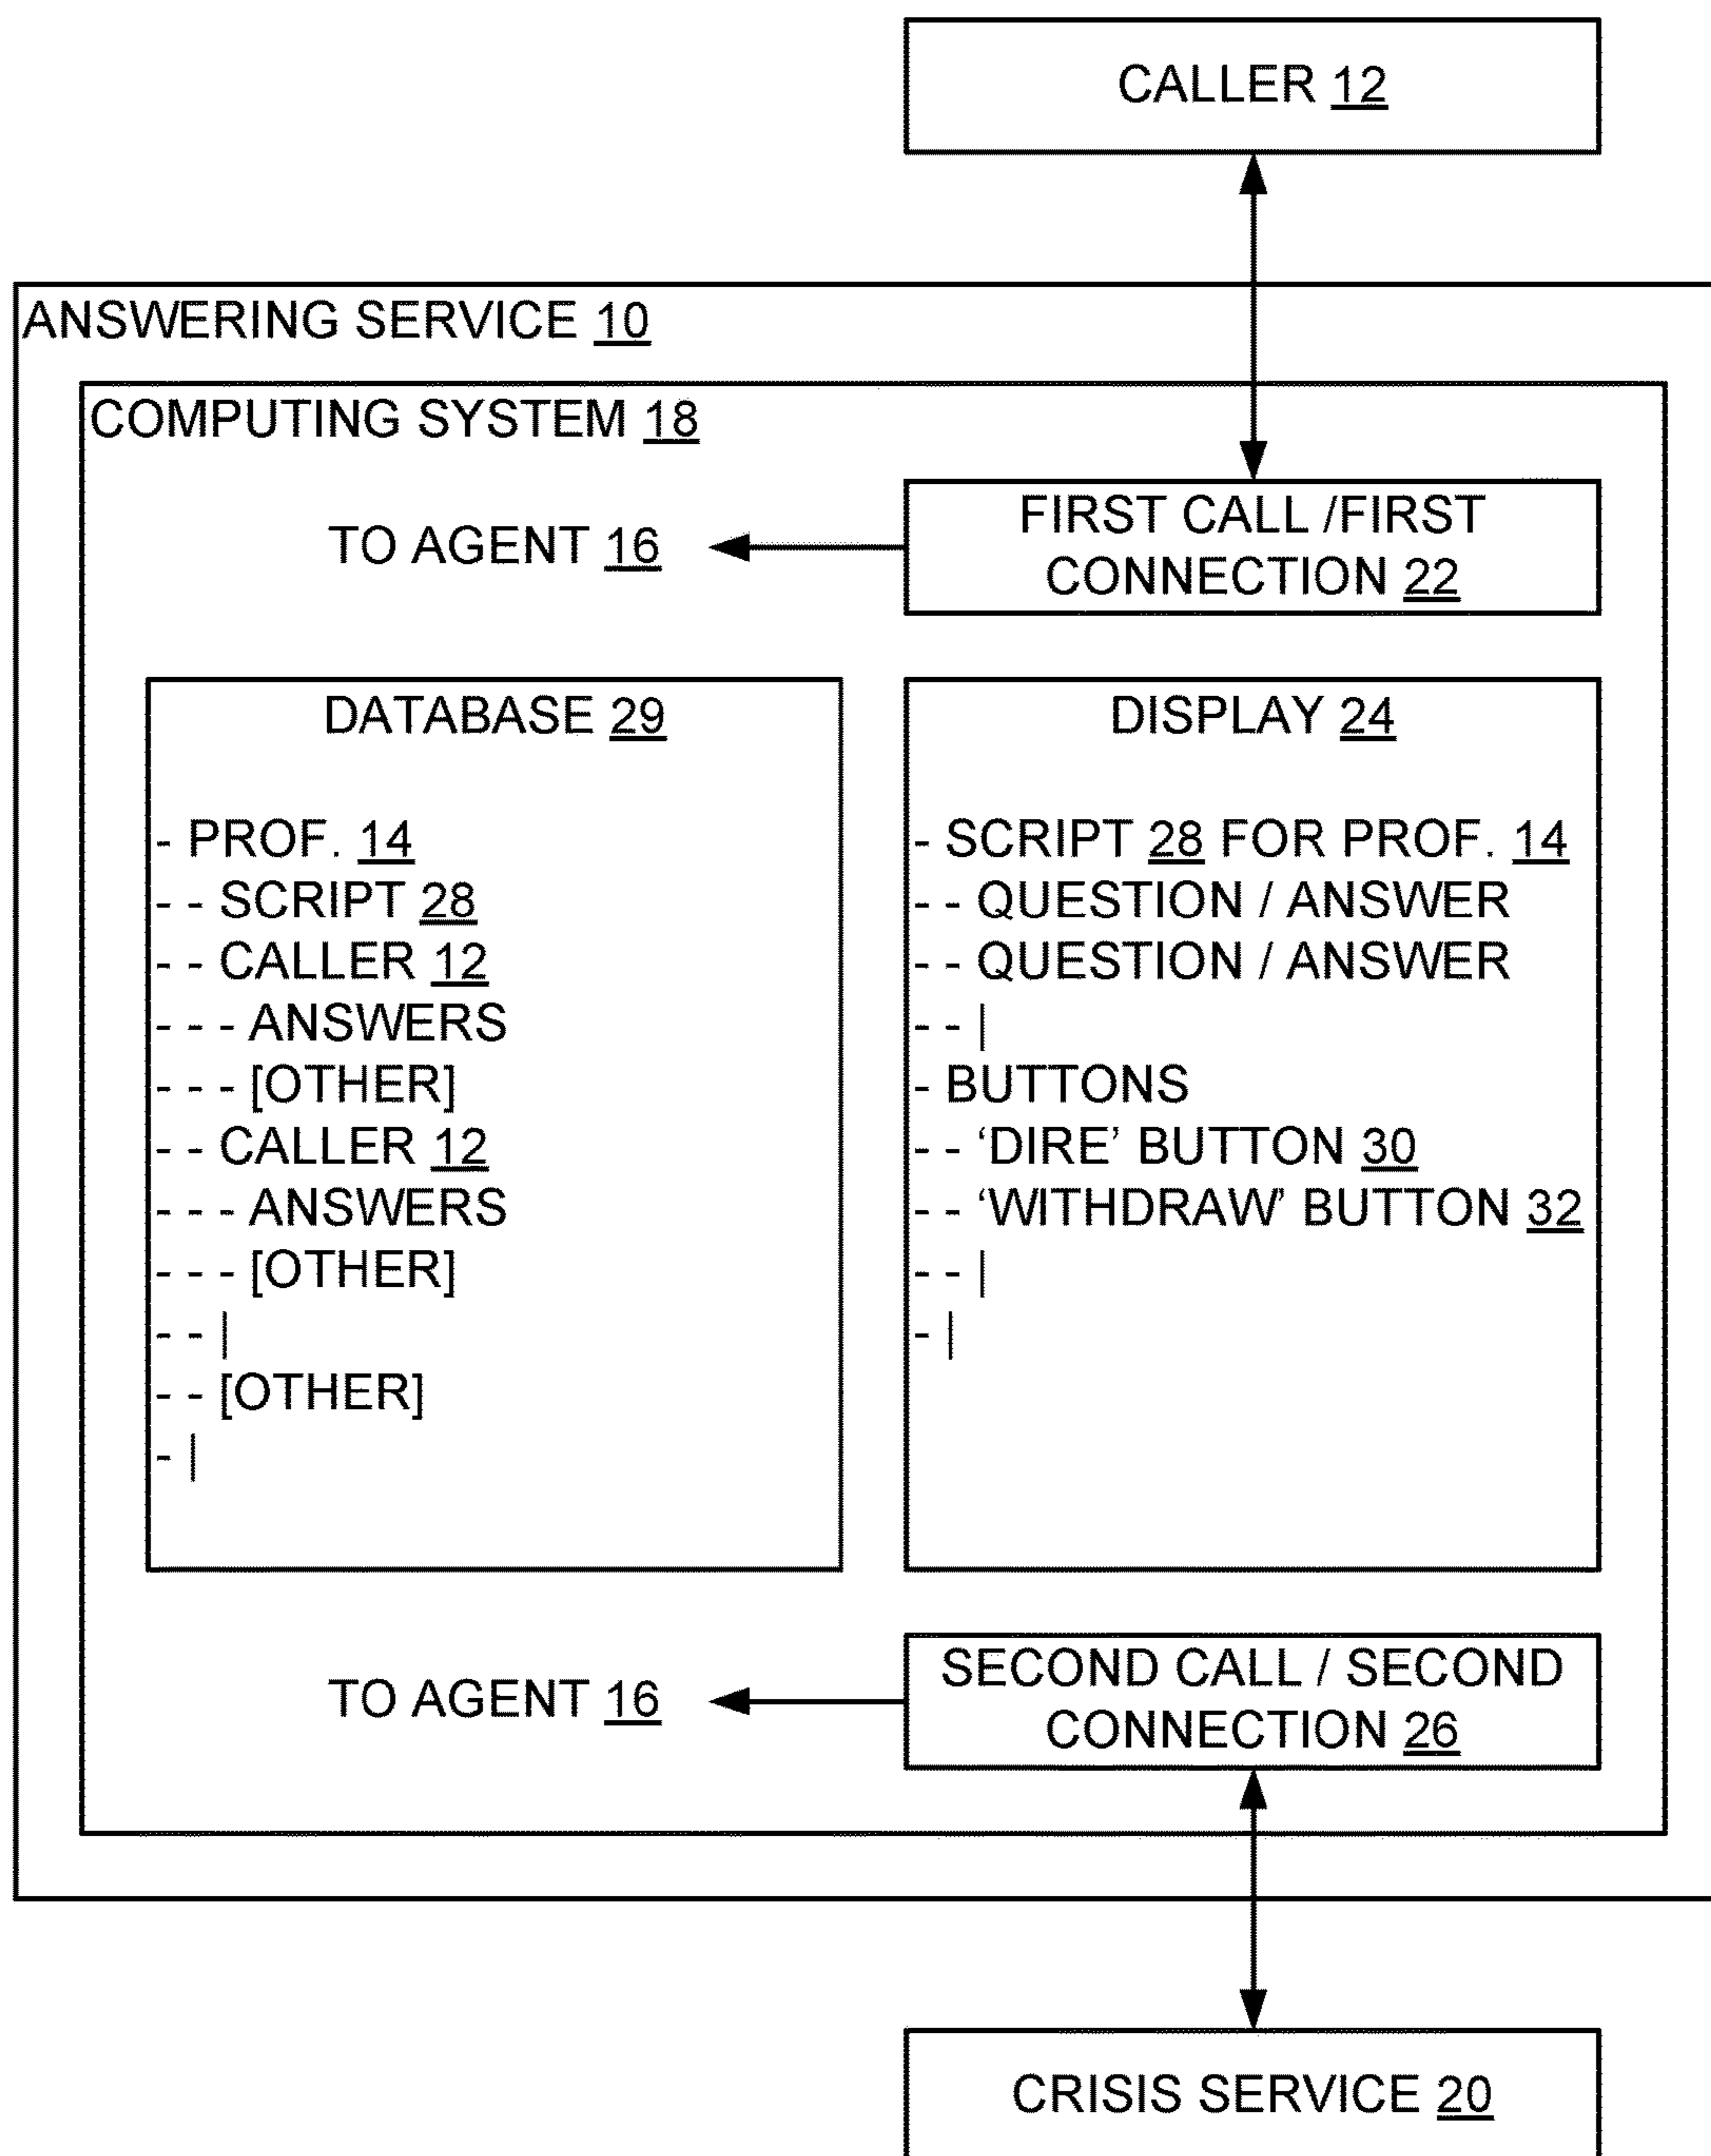 CALLER 12
ANSWERING SERVICE 10
COMPUTING SYSTEM 18
TO AGENT 16
FIRST CALL /FIRST
CONNECTION 22
DATABASE 29
- PROF. 14
- - SCRIPT 28
- - CALLER 12
- - - ANSWERS
- - - [OTHER]
- - CALLER 12
- - - ANSWERS
- - - [OTHER]
- - |
- - [OTHER]
- |
DISPLAY 24
- SCRIPT 28 FOR PROF. 14
- - QUESTION / ANSWER
- - QUESTION / ANSWER
- - |
- BUTTONS
- - ‘DIRE’ BUTTON 30
- - ‘WITHDRAW’ BUTTON 32
- - |
- |
TO AGENT 16
SECOND CALL / SECOND
CONNECTION 26
CRISIS SERVICE 20